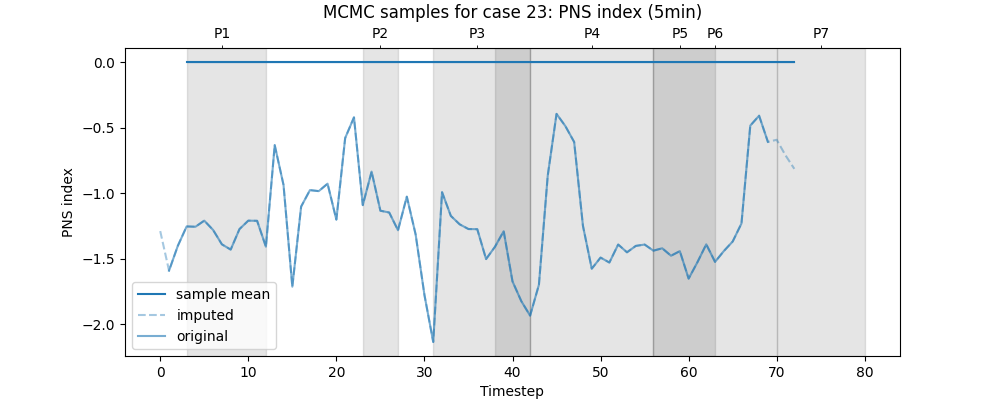 MCMC samples for case 23: PNS index (5min)
P1 P2 P3 P4 P5 P6 P7
0.0
−0.5
−1.0
−1.5
−2.0
PNS index
sample mean
imputed
original
0 10 20 30 40 50 60 70 80
Timestep